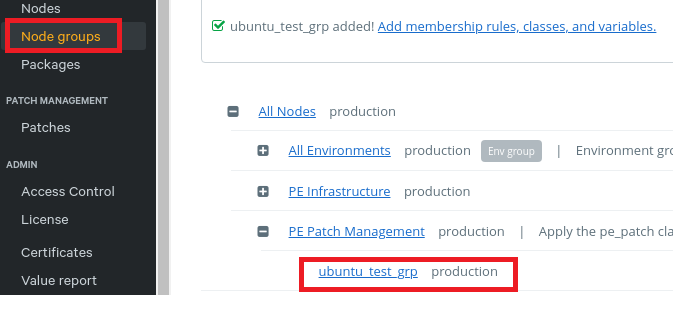 Nodes
Node groups
Packages
PATCH MANAGEMENT
Patches
ADMIN
Access Control
License
Certificates
Value report
ubuntu_test_grp added! Add membership rules, classes, and variables.
All Nodes production
All Environments production Env group | Environment gro
PE Infrastructure production
PE Patch Management production | Apply the pe_patch cla
ubuntu_test_grp production